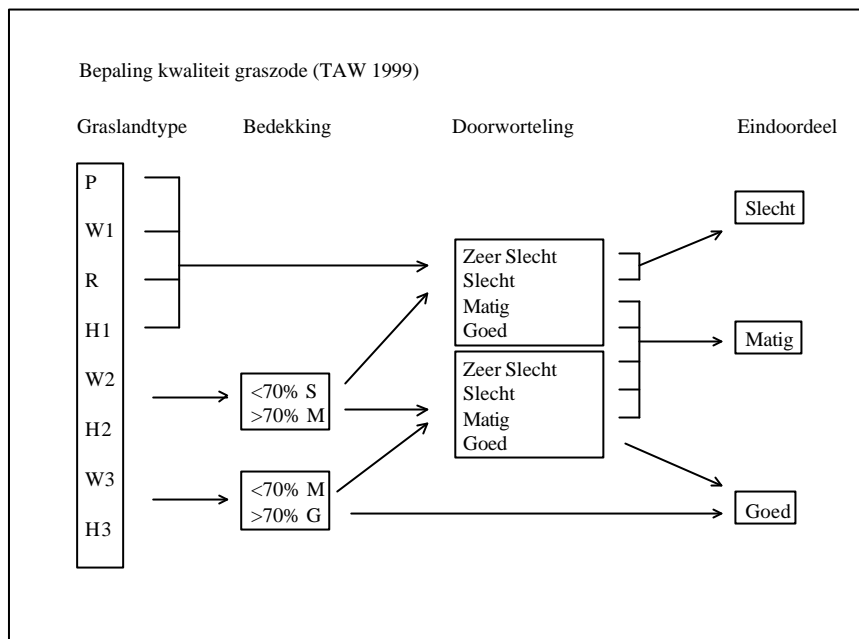 Bepaling kwaliteit graszode (TAW 1999)
Graslandtype Bedekking Doorworteling Eindoordeel
P
W1
R
H1
W2
H2
W3
H3
<70% S
>70% M
<70% M
>70% G
Zeer Slecht
Slecht
Matig
Goed
Zeer Slecht
Slecht
Matig
Goed
Slecht
Matig
Goed